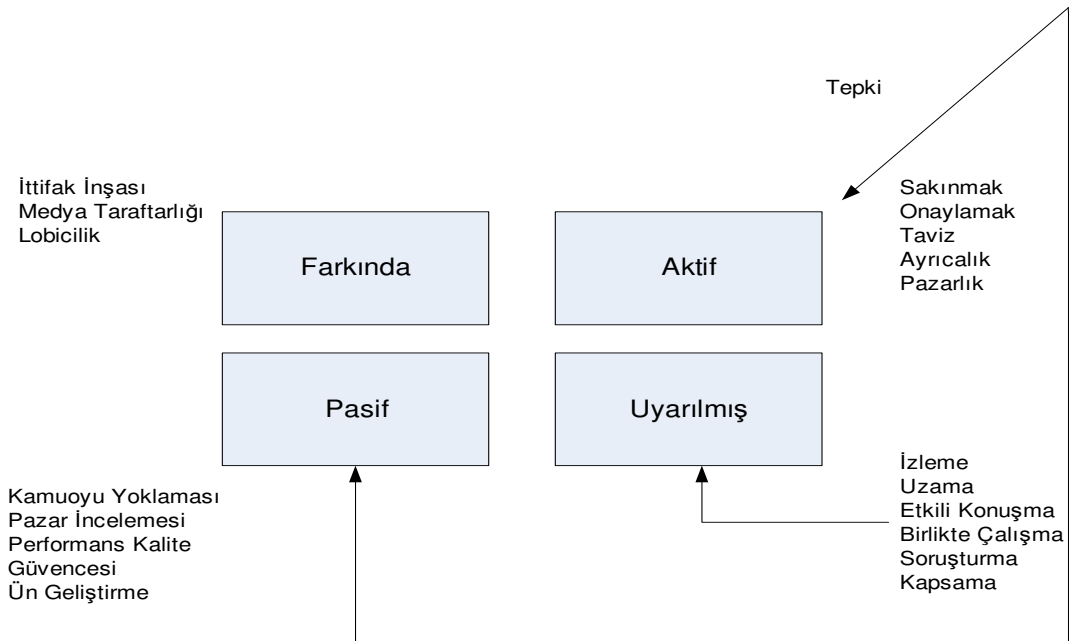 Tepki
İttifak İnşası
Medya Taraftarlığı
Lobicilik
Farkında
Aktif
Sakınmak
Onaylamak
Taviz
Ayrıcalık
Pazarlık
Pasif
Uyarılmış
Kamuoyu Yoklaması
Pazar İncelemesi
Performans Kalite
Güvencesi
Ün Geliştirme
İzleme
Uzama
Etkili Konuşma
Birlikte Çalışma
Soruşturma
Kapsama